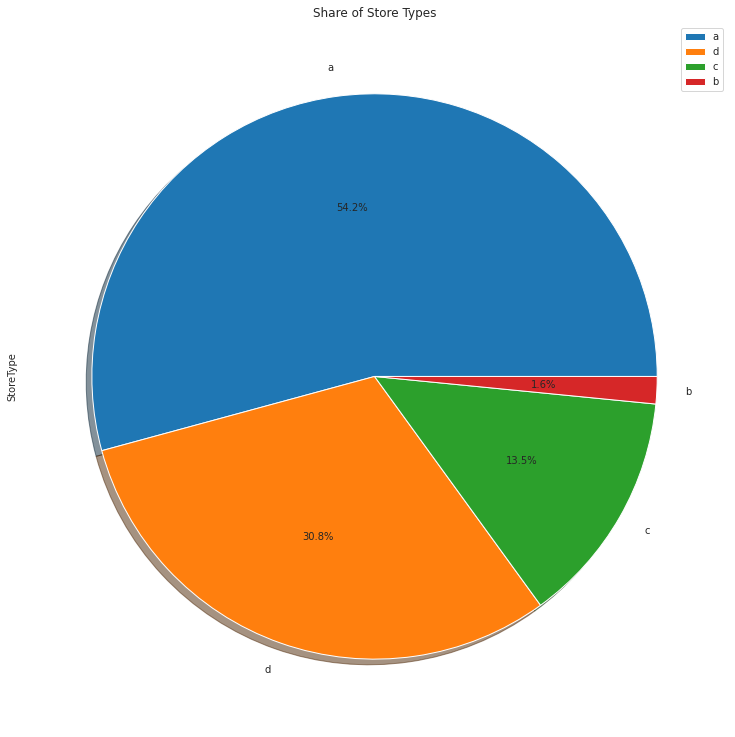 Share of Store Types
a
d
c
b
a
54.2%
StoreType
1.6%
b
13.5%
c
30.8%
d